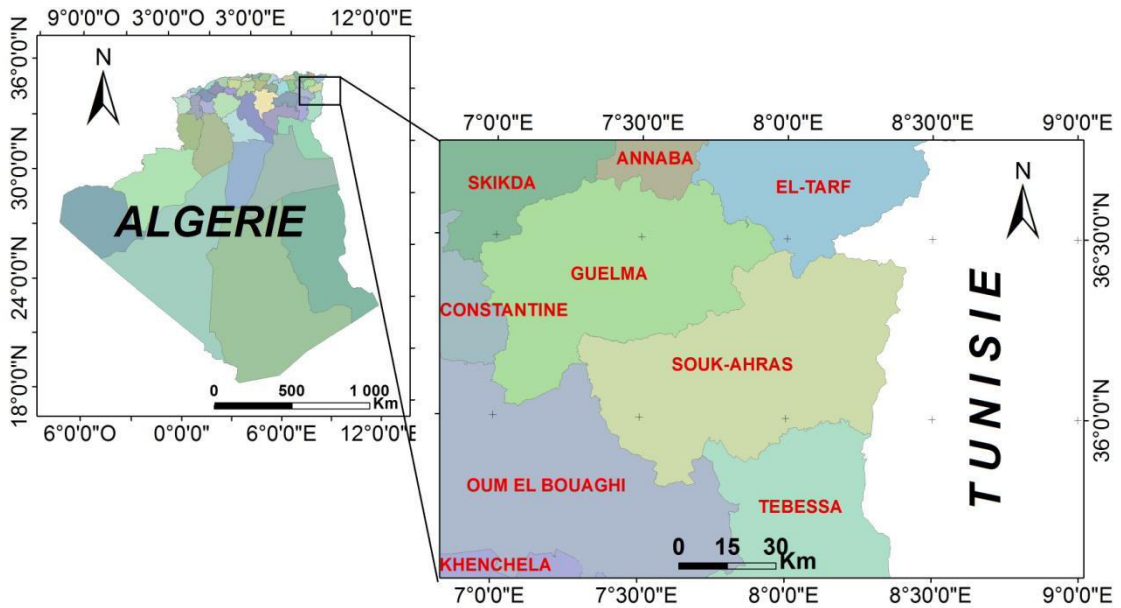 9°0'0"O 3°0'0"O 3°0'0"E 12°0'0"E
36°0'0"N
30°0'0"N
24°0'0"N
18°0'0"N
N
ALGERIE
0 500 1 000
Km
6°0'0"O 0°0'0" 6°0'0"E 12°0'0"E
7°0'0"E 7°30'0"E 8°0'0"E 8°30'0"E 9°0'0"E
ANNABA
SKIKDA
EL-TARF
N
36°30'0"N
GUELMA
CONSTANTINE
SOUK-AHRAS
TUNISIE
36°0'0"N
OUM EL BOUAGHI
TEBESSA
KHENCHELA
0 15 30
Km
7°0'0"E 7°30'0"E 8°0'0"E 8°30'0"E 9°0'0"E